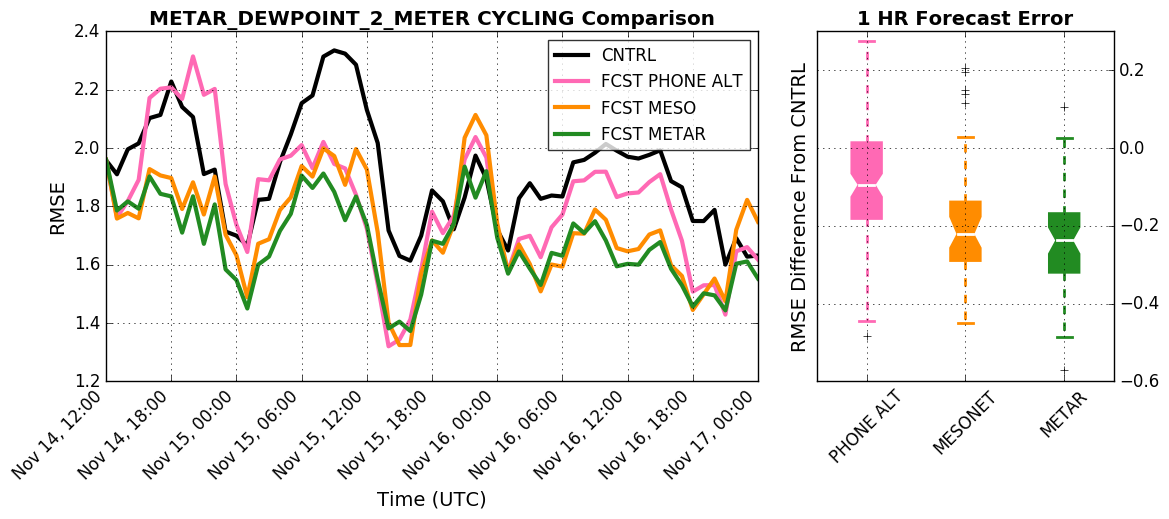 METAR_DEWPOINT_2_METER CYCLING Comparison
1 HR Forecast Error
CNTRL
FCST PHONE ALT
FCST MESO
FCST METAR
RMSE
2.4
2.2
2.0
1.8
1.6
1.4
1.2
Nov 14, 12:00
Nov 14, 18:00
Nov 15, 00:00
Nov 15, 06:00
Nov 15, 12:00
Nov 15, 18:00
Nov 16, 00:00
Nov 16, 06:00
Nov 16, 12:00
Nov 16, 18:00
Nov 17, 00:00
Time (UTC)
RMSE Difference From CNTRL
0.2
0.0
−0.2
−0.4
−0.6
PHONE ALT
MESONET
METAR